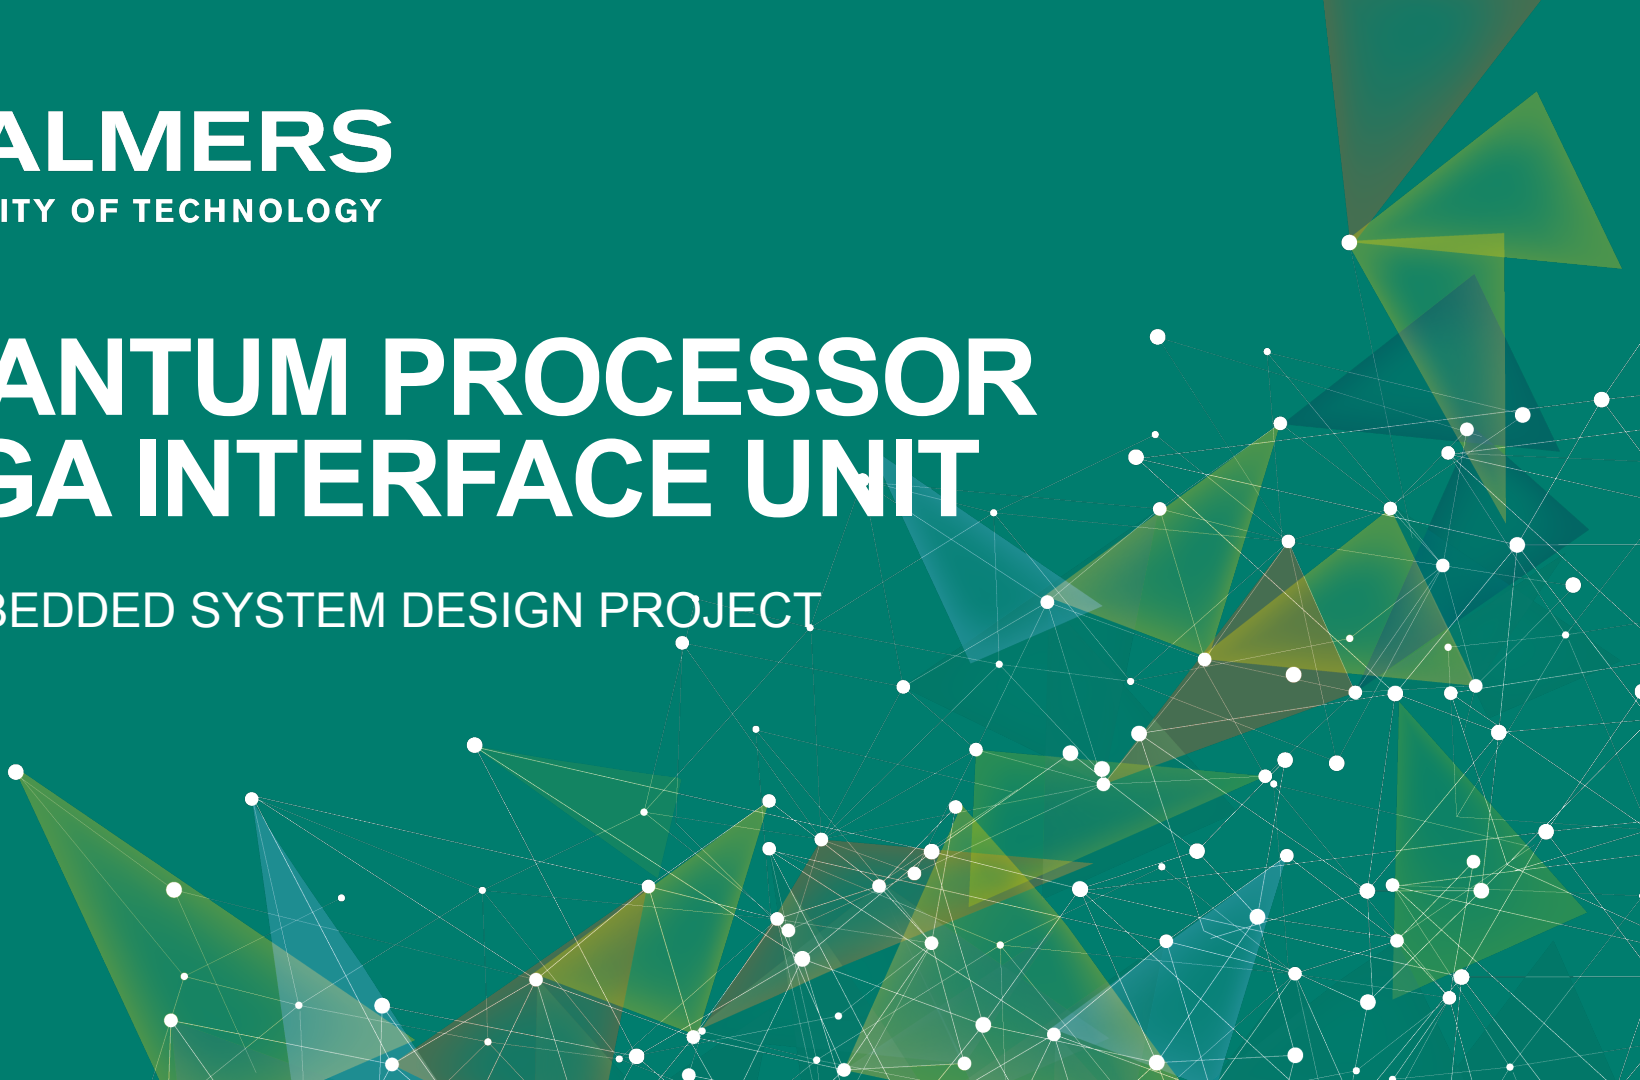 ALMERS
ITY OF TECHNOLOGY
ANTUM PROCESSOR
GA INTERFACE UNIT
BEDDED SYSTEM DESIGN PROJECT